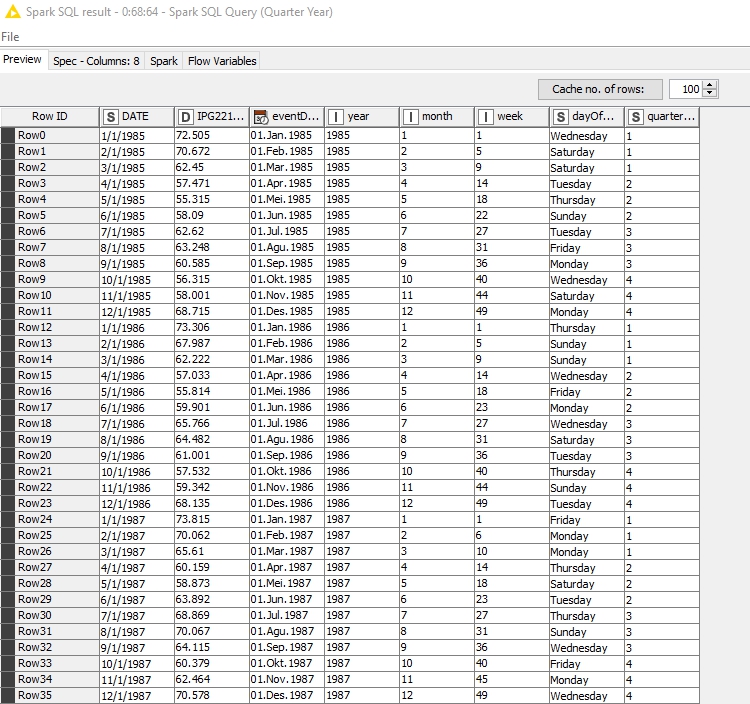 Spark SQL result - 0:68:64 - Spark SQL Query (Quarter Year)
File
Preview Spec - Columns: 8 Spark Flow Variables
Cache no. of rows: 100
Row ID S DATE D IPG221... eventD... I year I month I week S dayOf... S quarter...
Row0 1/1/1985 72.505 01.Jan.1985 1985 1 1 Wednesday 1
Row1 2/1/1985 70.672 01.Feb.1985 1985 2 5 Saturday 1
Row2 3/1/1985 62.45 01.Mar.1985 1985 3 9 Saturday 1
Row3 4/1/1985 57.471 01.Apr.1985 1985 4 14 Tuesday 2
Row4 5/1/1985 55.315 01.Mei.1985 1985 5 18 Thursday 2
Row5 6/1/1985 58.09 01.Jun.1985 1985 6 22 Sunday 2
Row6 7/1/1985 62.62 01.Jul.1985 1985 7 27 Tuesday 3
Row7 8/1/1985 63.248 01.Agu.1985 1985 8 31 Friday 3
Row8 9/1/1985 60.585 01.Sep.1985 1985 9 36 Monday 3
Row9 10/1/1985 56.315 01.Okt.1985 1985 10 40 Wednesday 4
Row10 11/1/1985 58.001 01.Nov.1985 1985 11 44 Saturday 4
Row11 12/1/1985 68.715 01.Des.1985 1985 12 49 Monday 4
Row12 1/1/1986 73.306 01.Jan.1986 1986 1 1 Thursday 1
Row13 2/1/1986 67.987 01.Feb.1986 1986 2 5 Sunday 1
Row14 3/1/1986 62.222 01.Mar.1986 1986 3 9 Sunday 1
Row15 4/1/1986 57.033 01.Apr.1986 1986 4 14 Wednesday 2
Row16 5/1/1986 55.814 01.Mei.1986 1986 5 18 Friday 2
Row17 6/1/1986 59.901 01.Jun.1986 1986 6 23 Monday 2
Row18 7/1/1986 65.766 01.Jul.1986 1986 7 27 Wednesday 3
Row19 8/1/1986 64.482 01.Agu.1986 1986 8 31 Saturday 3
Row20 9/1/1986 61.001 01.Sep.1986 1986 9 36 Tuesday 3
Row21 10/1/1986 57.532 01.Okt.1986 1986 10 40 Thursday 4
Row22 11/1/1986 59.342 01.Nov.1986 1986 11 44 Sunday 4
Row23 12/1/1986 68.135 01.Des.1986 1986 12 49 Tuesday 4
Row24 1/1/1987 73.815 01.Jan.1987 1987 1 1 Friday 1
Row25 2/1/1987 70.062 01.Feb.1987 1987 2 6 Monday 1
Row26 3/1/1987 65.61 01.Mar.1987 1987 3 10 Monday 1
Row27 4/1/1987 60.159 01.Apr.1987 1987 4 14 Thursday 2
Row28 5/1/1987 58.873 01.Mei.1987 1987 5 18 Saturday 2
Row29 6/1/1987 63.892 01.Jun.1987 1987 6 23 Tuesday 2
Row30 7/1/1987 68.869 01.Jul.1987 1987 7 27 Thursday 3
Row31 8/1/1987 70.067 01.Agu.1987 1987 8 31 Sunday 3
Row32 9/1/1987 64.115 01.Sep.1987 1987 9 36 Wednesday 3
Row33 10/1/1987 60.379 01.Okt.1987 1987 10 40 Friday 4
Row34 11/1/1987 62.464 01.Nov.1987 1987 11 45 Monday 4
Row35 12/1/1987 70.578 01.Des.1987 1987 12 49 Wednesday 4